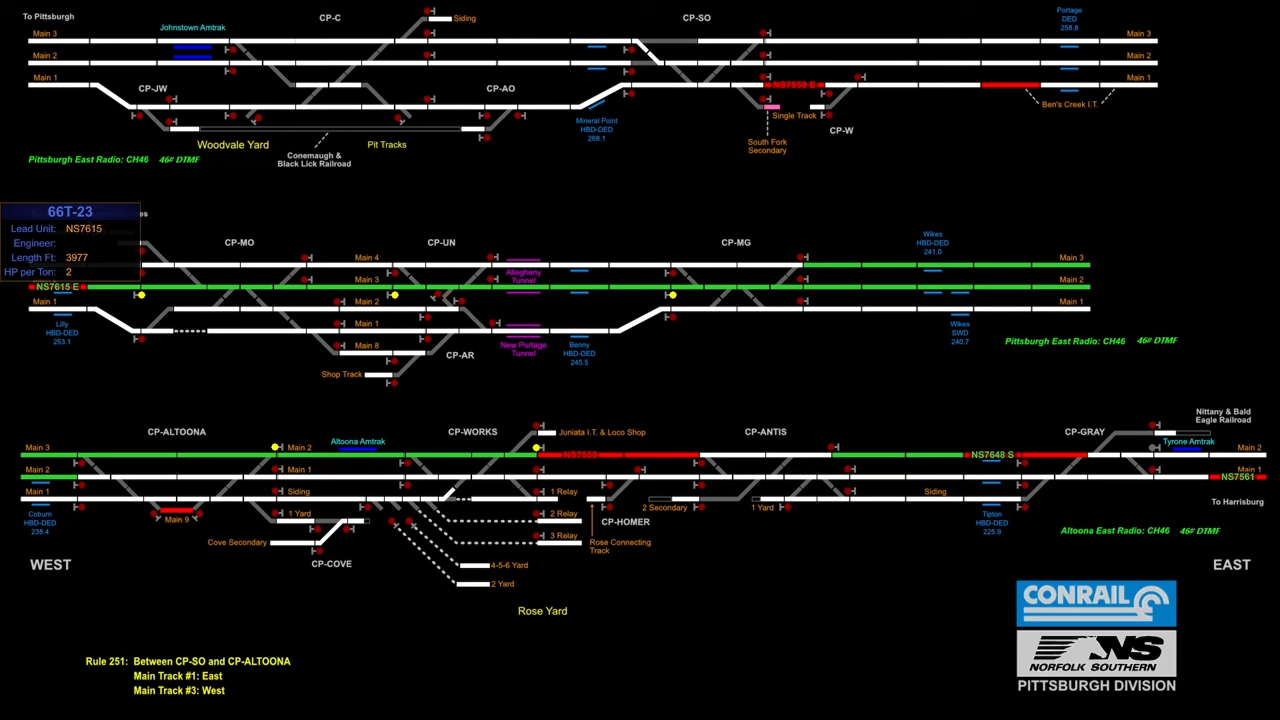 To Pittsburgh
CP-C
Siding
CP-SO
Portage
DED
258.8
Johnstown Amtrak
Main 3
Main 3
Main 2
Main 2
Main 1
Main 1
CP-JW
CP-AO
NS7550 E
Ben's Creek I.T.
Mineral Point
HBD-DED
268.1
Single Track
CP-W
South Fork
Secondary
Woodvale Yard
Pit Tracks
Conemaugh &
Black Lick Railroad
Pittsburgh East Radio: CH46 46# DTMF
66T-23
Lead Unit: NS7615
Engineer:
Length Ft: 3977
HP per Ton: 2
es
CP-MO
CP-UN
CP-MG
Wikes
HBD-DED
241.0
Main 4
Main 3
Allegheny
Tunnel
Main 3
Main 2
NS7615 E
Main 1
Main 2
Main 1
Lilly
HBD-DED
253.1
Main 1
Main 8
New Portage
Tunnel
Benny
HBD-DED
245.5
Wikes
SWD
240.7
CP-AR
Shop Track
Pittsburgh East Radio: CH46 46# DTMF
Nittany & Bald
Eagle Railroad
CP-ALTOONA
CP-WORKS
CP-ANTIS
CP-GRAY
Juniata I.T. & Loco Shop
Altoona Amtrak
Tyrone Amtrak
Main 3
Main 2
NS7648 S
Main 2
Main 2
Main 1
Main 1
NS7561
Main 1
Siding
1 Relay
Siding
To Harrisburg
Coburn
HBD-DED
238.4
Main 9
1 Yard
2 Relay
2 Secondary
1 Yard
Tipton
HBD-DED
225.9
CP-HOMER
Cove Secondary
3 Relay
Rose Connecting
Track
Altoona East Radio: CH46 46# DTMF
CP-COVE
4-5-6 Yard
2 Yard
WEST
EAST
Rose Yard
CONRAIL
NS
NORFOLK SOUTHERN
PITTSBURGH DIVISION
Rule 251: Between CP-SO and CP-ALTOONA
Main Track #1: East
Main Track #3: West